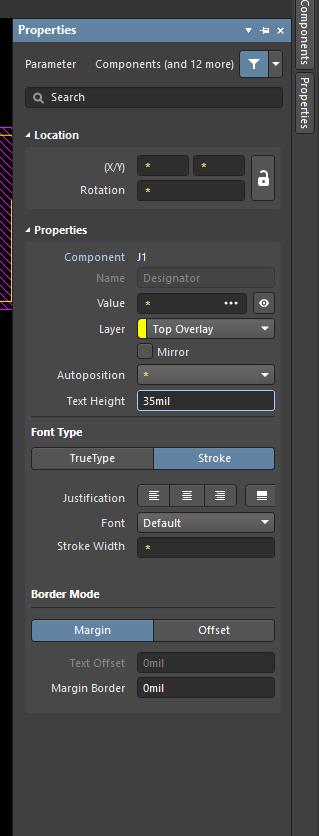 Properties
Parameter Components (and 12 more)
Search
Location
(X/Y) * *
Rotation *
Properties
Component J1
Name Designator
Value * •••
Layer Top Overlay
Mirror
Autoposition *
Text Height 35mil
Font Type
TrueType Stroke
Justification
Font Default
Stroke Width *
Border Mode
Margin Offset
Text Offset 0mil
Margin Border 0mil
Components
Properties